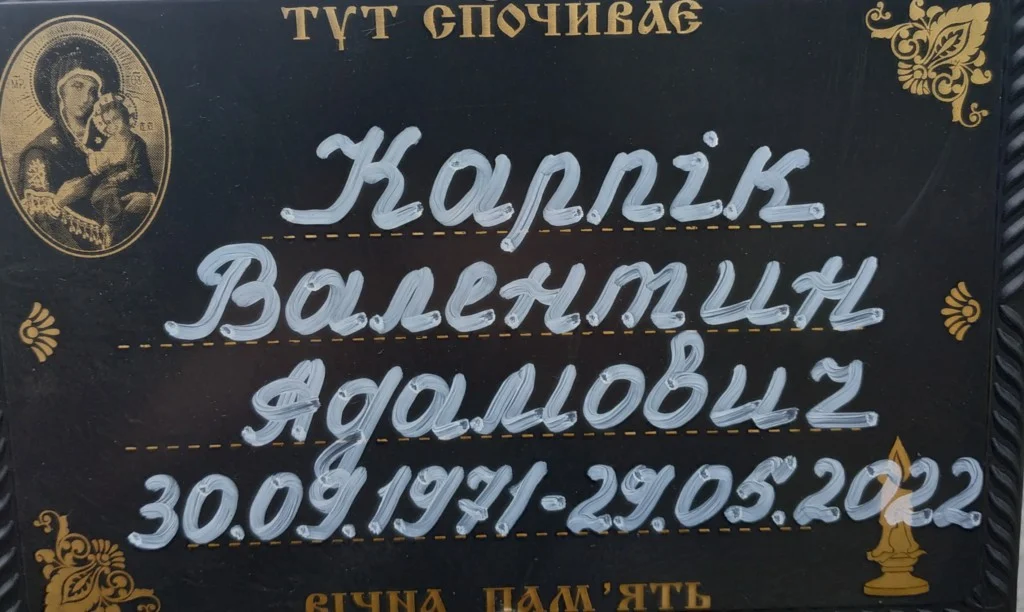 ТУТ СПОЧИВАЄ
Карпік
Валентин
Адамович
30.09.1971-29.05.2022
ВІЧНА ПАМ'ЯТЬ